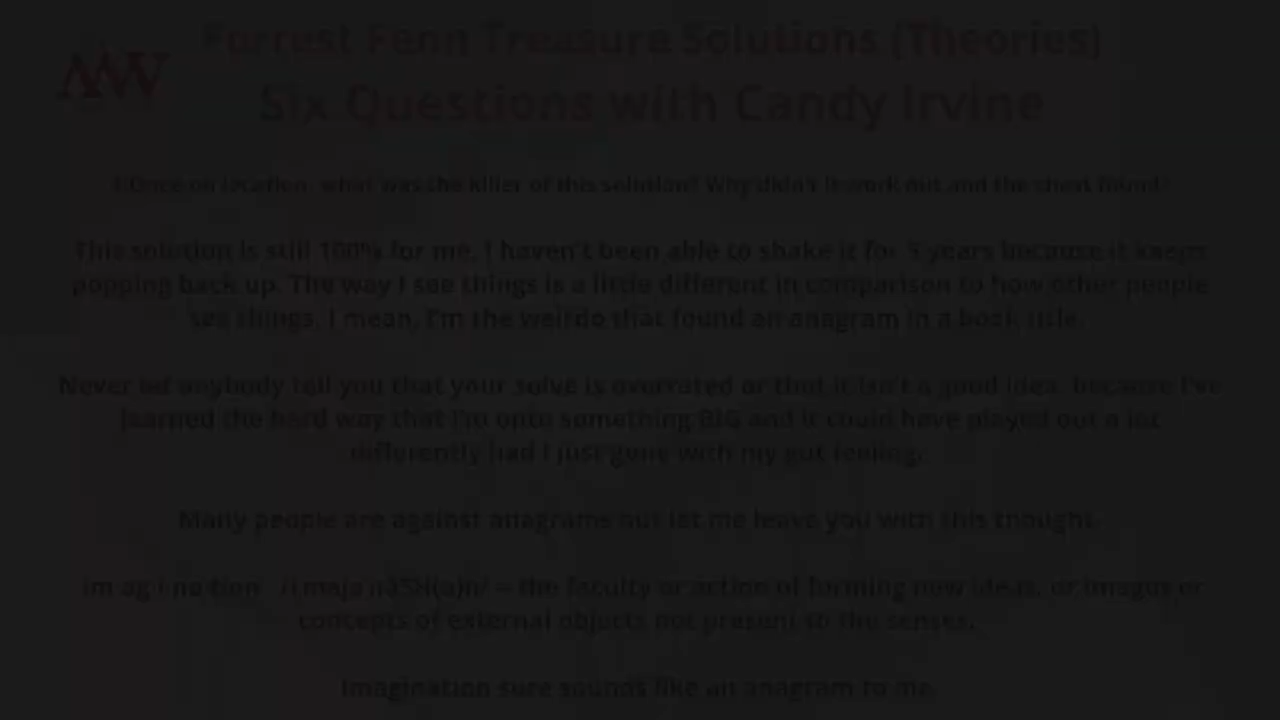 Forrest Fenn Treasure Solutions (Theories)
Six Questions with Candy Irvine
Once on location, what was the killer of this solution? Why didn't it work out and the chest found?
This solution is still 100% for me. I haven't been able to shake it for 5 years because it keeps
popping back up. The way I see things is a little different in comparison to how other people
see things. I mean, I'm the weirdo that found an anagram in a book title.
Never let anybody tell you that your solve is overrated or that it isn't a good idea, because I've
learned the hard way that I'm onto something BIG and it could have played out a lot
differently had I just gone with my gut feeling.
Many people are against anagrams but let me leave you with this thought
im·ag·i·na·tion /iˌmajəˈnāSH(ə)n/ – the faculty or action of forming new ideas, or images or
concepts of external objects not present to the senses.
Imagination sure sounds like an anagram to me.